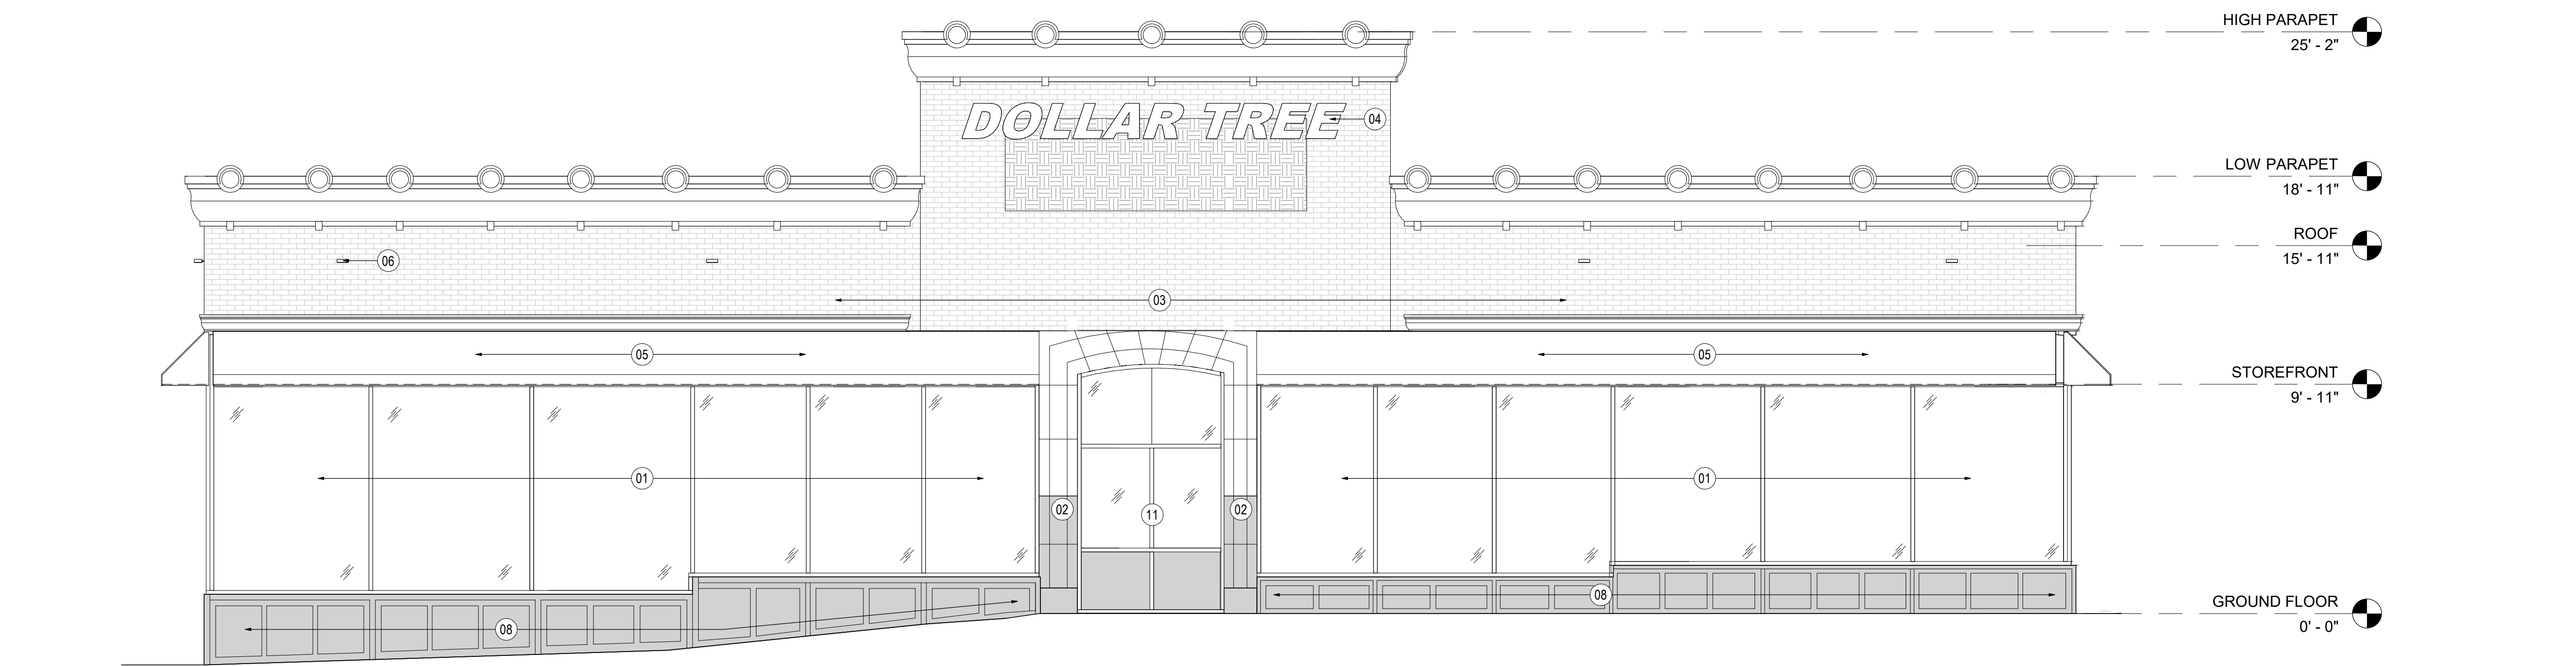 HIGH PARAPET
25' - 2"
DOLLAR TREE
04
LOW PARAPET
18' - 11"
ROOF
15' - 11"
06
03
05
05
STOREFRONT
9' - 11"
01
01
02
11
02
08
08
GROUND FLOOR
0' - 0"